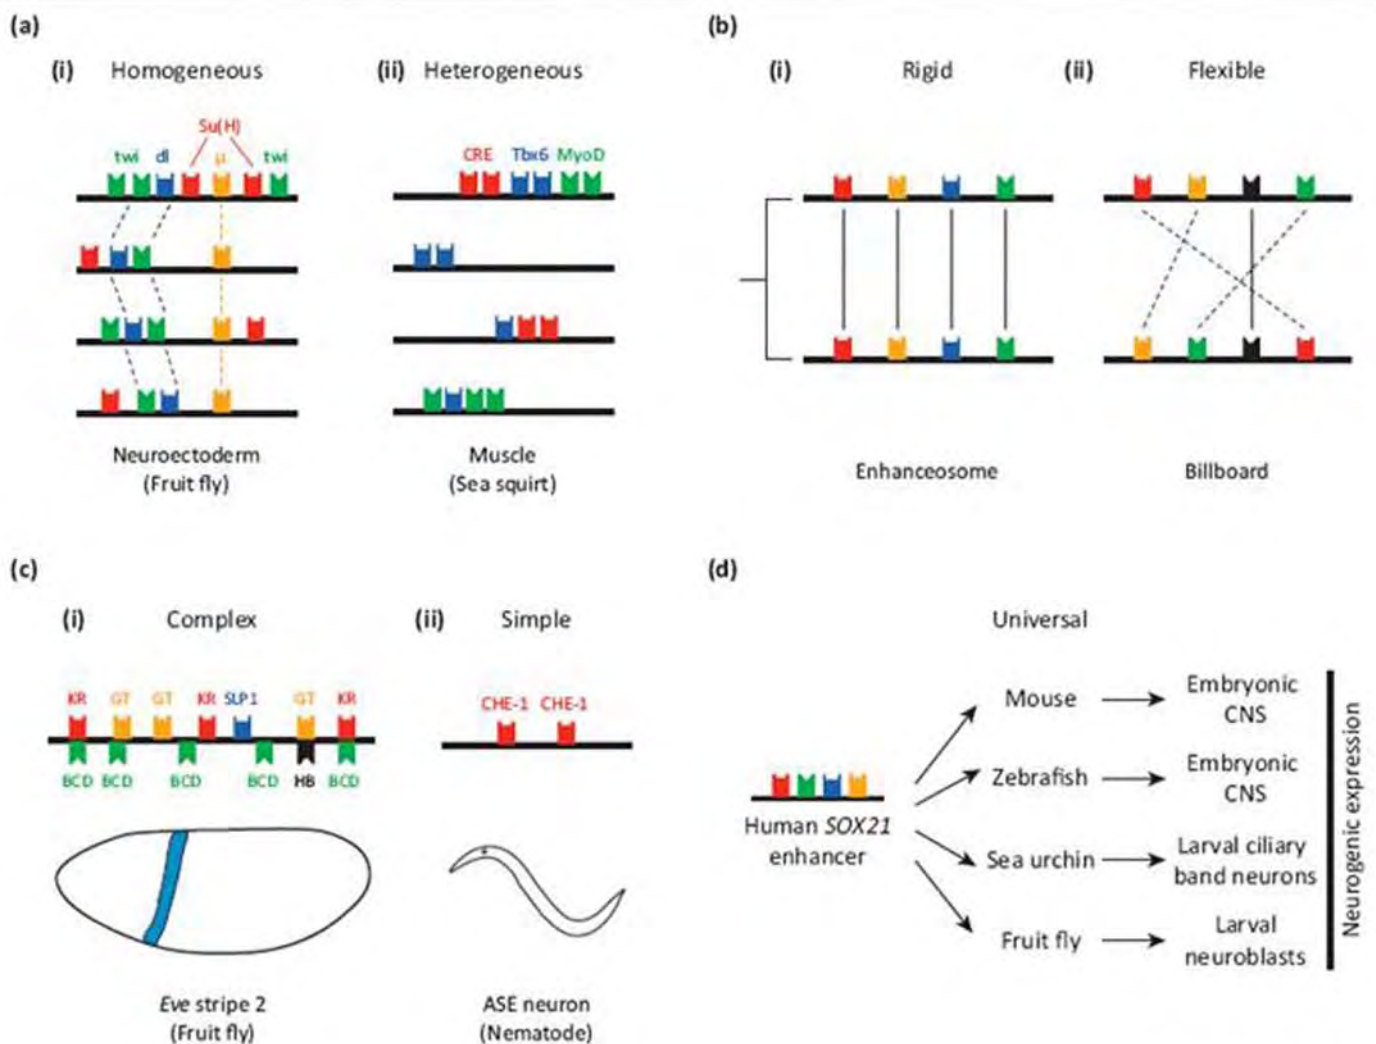 (a)
(i) Homogeneous
(ii) Heterogeneous
Su(H)
twi dl μ twi
CRE Tbx6 MyoD
Neuroectoderm
(Fruit fly)
Muscle
(Sea squirt)
(b)
(i) Rigid
(ii) Flexible
Enhanceosome
Billboard
(c)
(i) Complex
(ii) Simple
KR GT GT KR SLP1 GT KR
BCD BCD BCD BCD HB BCD
CHE-1 CHE-1
Eve stripe 2
(Fruit fly)
ASE neuron
(Nematode)
(d)
Universal
Human SOX21
enhancer
Mouse
Embryonic
CNS
Zebrafish
Embryonic
CNS
Sea urchin
Larval ciliary
band neurons
Fruit fly
Larval
neuroblasts
Neurogenic expression